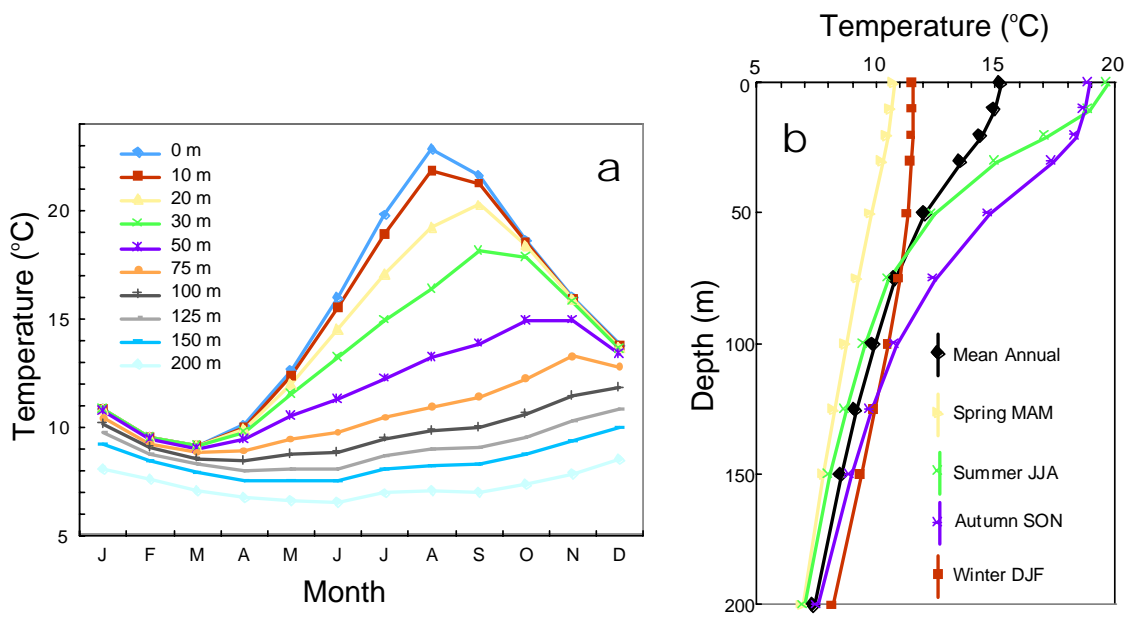 a
Temperature (°C)
20
15
10
5
0 m
10 m
20 m
30 m
50 m
75 m
100 m
125 m
150 m
200 m
J F M A M J J A S O N D
Month
Temperature (°C)
5 10 15 20
b
Depth (m)
0
50
100
150
200
Mean Annual
Spring MAM
Summer JJA
Autumn SON
Winter DJF